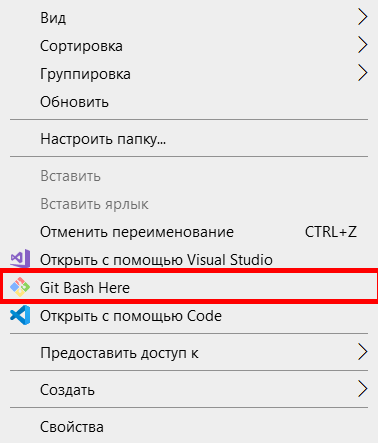 Вид
Сортировка
Группировка
Обновить
Настроить папку...
Вставить
Вставить ярлык
Отменить переименование CTRL+Z
Открыть с помощью Visual Studio
Git Bash Here
Открыть с помощью Code
Предоставить доступ к
Создать
Свойства